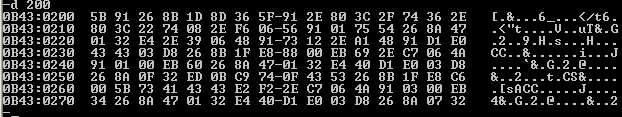 -d 200
0B43:0200  5B 91 26 8B 1D 8D 36 5F-91 2E 80 3C 2F 74 36 2E   [.&...6_...</t6.
0B43:0210  80 3C 22 74 08 2E F6 06-56 91 01 75 54 26 8A 47   .<"t....V..uT&.G
0B43:0220  01 32 E4 2E 39 06 48 91-73 12 2E A1 48 91 D1 E0   .2..9.H.s...H...
0B43:0230  43 43 03 D8 26 8B 1F E8-88 00 EB 69 2E C7 06 4A   CC..&......i...J
0B43:0240  91 01 00 EB 60 26 8A 47-01 32 E4 40 D1 E0 03 D8   ....`&.G.2.@....
0B43:0250  26 8A 0F 32 ED 0B C9 74-0F 43 53 26 8B 1F E8 C6   &..2...t.CS&....
0B43:0260  00 5B 73 41 43 43 E2 F2-2E C7 06 4A 91 03 00 EB   .[sACC.....J....
0B43:0270  34 26 8A 47 01 32 E4 40-D1 E0 03 D8 26 8A 07 32   4&.G.2.@....&..2
-